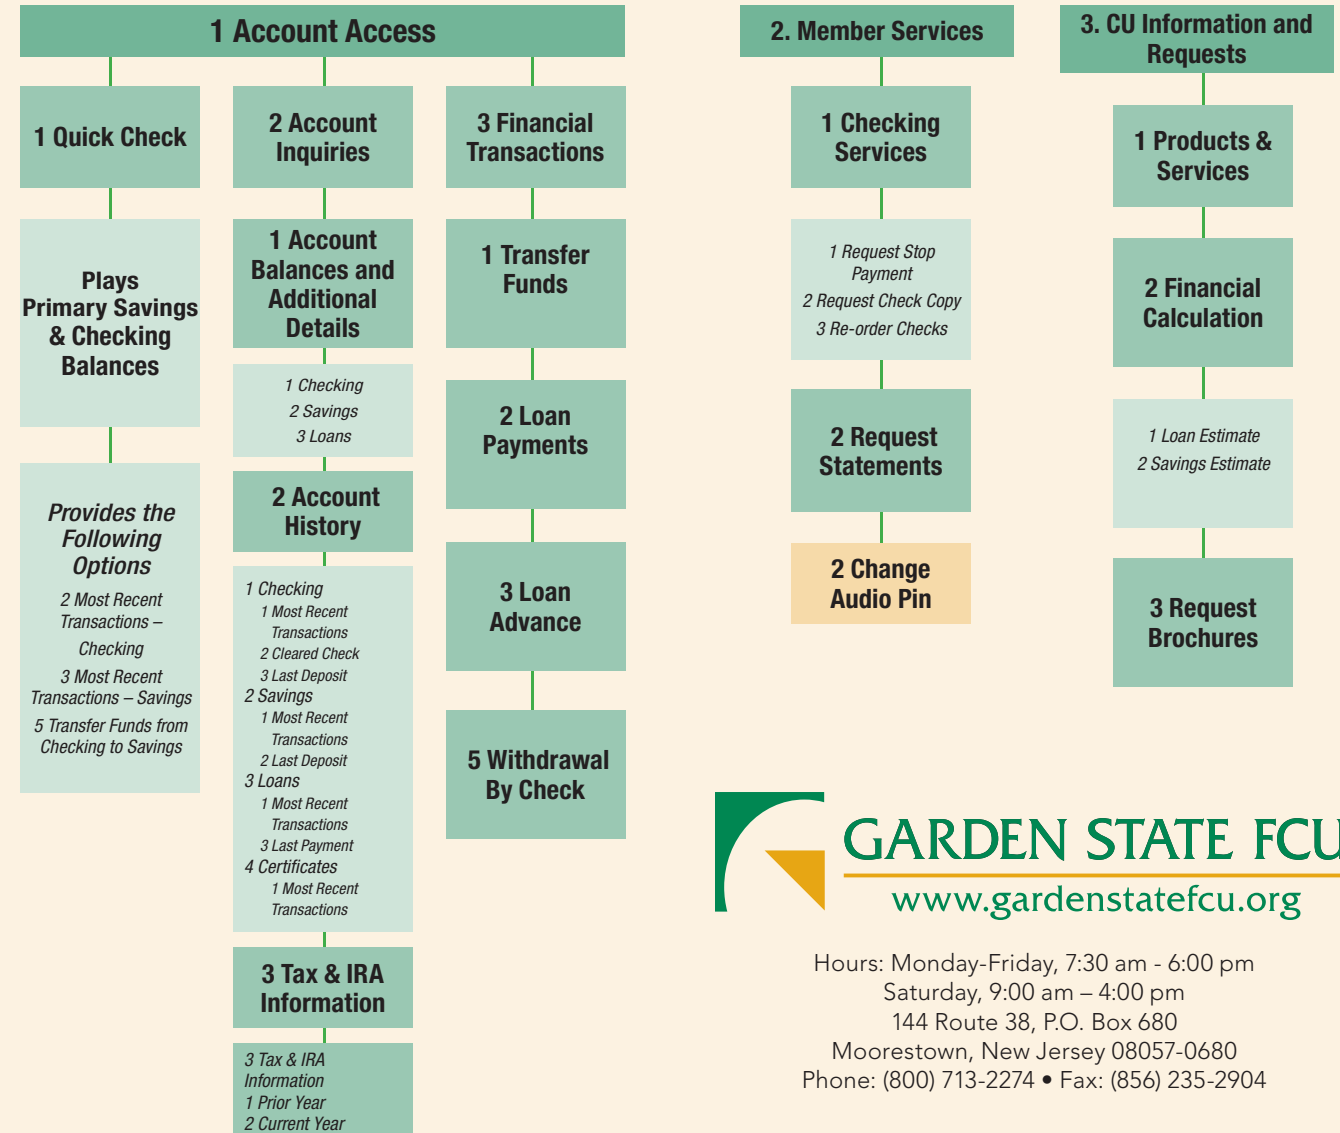 1 Account Access
1 Quick Check
Plays
Primary Savings
& Checking
Balances
Provides the
Following
Options
2 Most Recent
Transactions –
Checking
3 Most Recent
Transactions – Savings
5 Transfer Funds from
Checking to Savings
2 Account
Inquiries
1 Account
Balances and
Additional
Details
1 Checking
2 Savings
3 Loans
2 Account
History
1 Checking
1 Most Recent
Transactions
2 Cleared Check
3 Last Deposit
2 Savings
1 Most Recent
Transactions
2 Last Deposit
3 Loans
1 Most Recent
Transactions
3 Last Payment
4 Certificates
1 Most Recent
Transactions
3 Tax & IRA
Information
3 Tax & IRA
Information
1 Prior Year
2 Current Year
3 Financial
Transactions
1 Transfer
Funds
2 Loan
Payments
3 Loan
Advance
5 Withdrawal
By Check
2. Member Services
1 Checking
Services
1 Request Stop
Payment
2 Request Check Copy
3 Re-order Checks
2 Request
Statements
2 Change
Audio Pin
3. CU Information and
Requests
1 Products &
Services
2 Financial
Calculation
1 Loan Estimate
2 Savings Estimate
3 Request
Brochures
GARDEN STATE FCU
www.gardenstatefcu.org
Hours: Monday-Friday, 7:30 am - 6:00 pm
Saturday, 9:00 am – 4:00 pm
144 Route 38, P.O. Box 680
Moorestown, New Jersey 08057-0680
Phone: (800) 713-2274 • Fax: (856) 235-2904